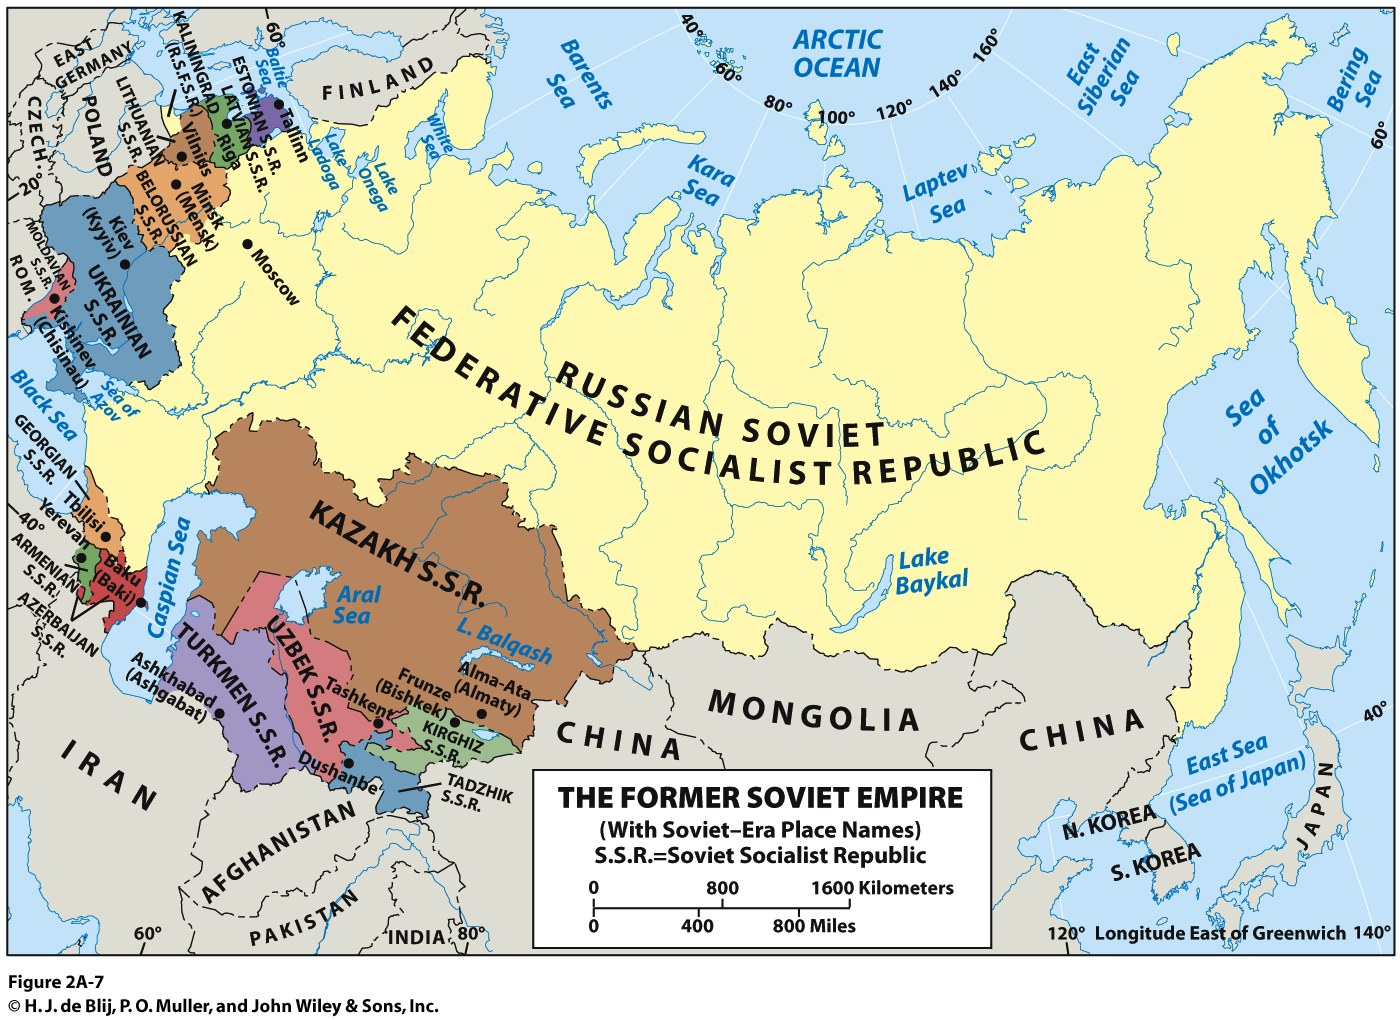 EAST
GERMANY
KALININGRAD
(R.S.F.S.R.)
60°
Baltic
Sea
ESTONIAN S.S.R.
LATVIAN S.S.R.
LITHUANIAN
S.S.R.
Tallinn
Riga
Vilnius
FINLAND
CZECH.
POLAND
20°
Minsk
(Mensk)
BELORUSSIAN
S.S.R.
Lake
Ladoga
Lake
Onega
White
Sea
Barents
Sea
40°
60°
80°
100°
120°
140°
160°
ARCTIC
OCEAN
Kara
Sea
Laptev
Sea
East
Siberian
Sea
Bering
Sea
60°
MOLDAVIAN
S.S.R.
ROM.
Kiev
(Kyyiv)
UKRAINIAN
S.S.R.
Kishinev
(Chisinau)
Moscow
Sea of
Azov
Black Sea
RUSSIAN SOVIET
FEDERATIVE SOCIALIST REPUBLIC
Sea
of
Okhotsk
GEORGIAN
S.S.R.
Tbilisi
Yerevan
40°
ARMENIAN
S.S.R.
Baku
(Baki)
AZERBAIJAN
S.S.R.
Caspian Sea
KAZAKH S.S.R.
Aral
Sea
L. Balqash
Lake
Baykal
TURKMEN S.S.R.
UZBEK S.S.R.
Ashkhabad
(Ashgabat)
Tashkent
Frunze
(Bishkek)
Alma-Ata
(Almaty)
KIRGHIZ
S.S.R.
Dushanbe
TADZHIK
S.S.R.
IRAN
AFGHANISTAN
PAKISTAN
INDIA
CHINA
MONGOLIA
CHINA
40°
East Sea
(Sea of Japan)
N. KOREA
S. KOREA
JAPAN
THE FORMER SOVIET EMPIRE
(With Soviet–Era Place Names)
S.S.R.=Soviet Socialist Republic
0 800 1600 Kilometers
0 400 800 Miles
60° 80° 120° Longitude East of Greenwich 140°
Figure 2A-7
© H. J. de Blij, P. O. Muller, and John Wiley & Sons, Inc.